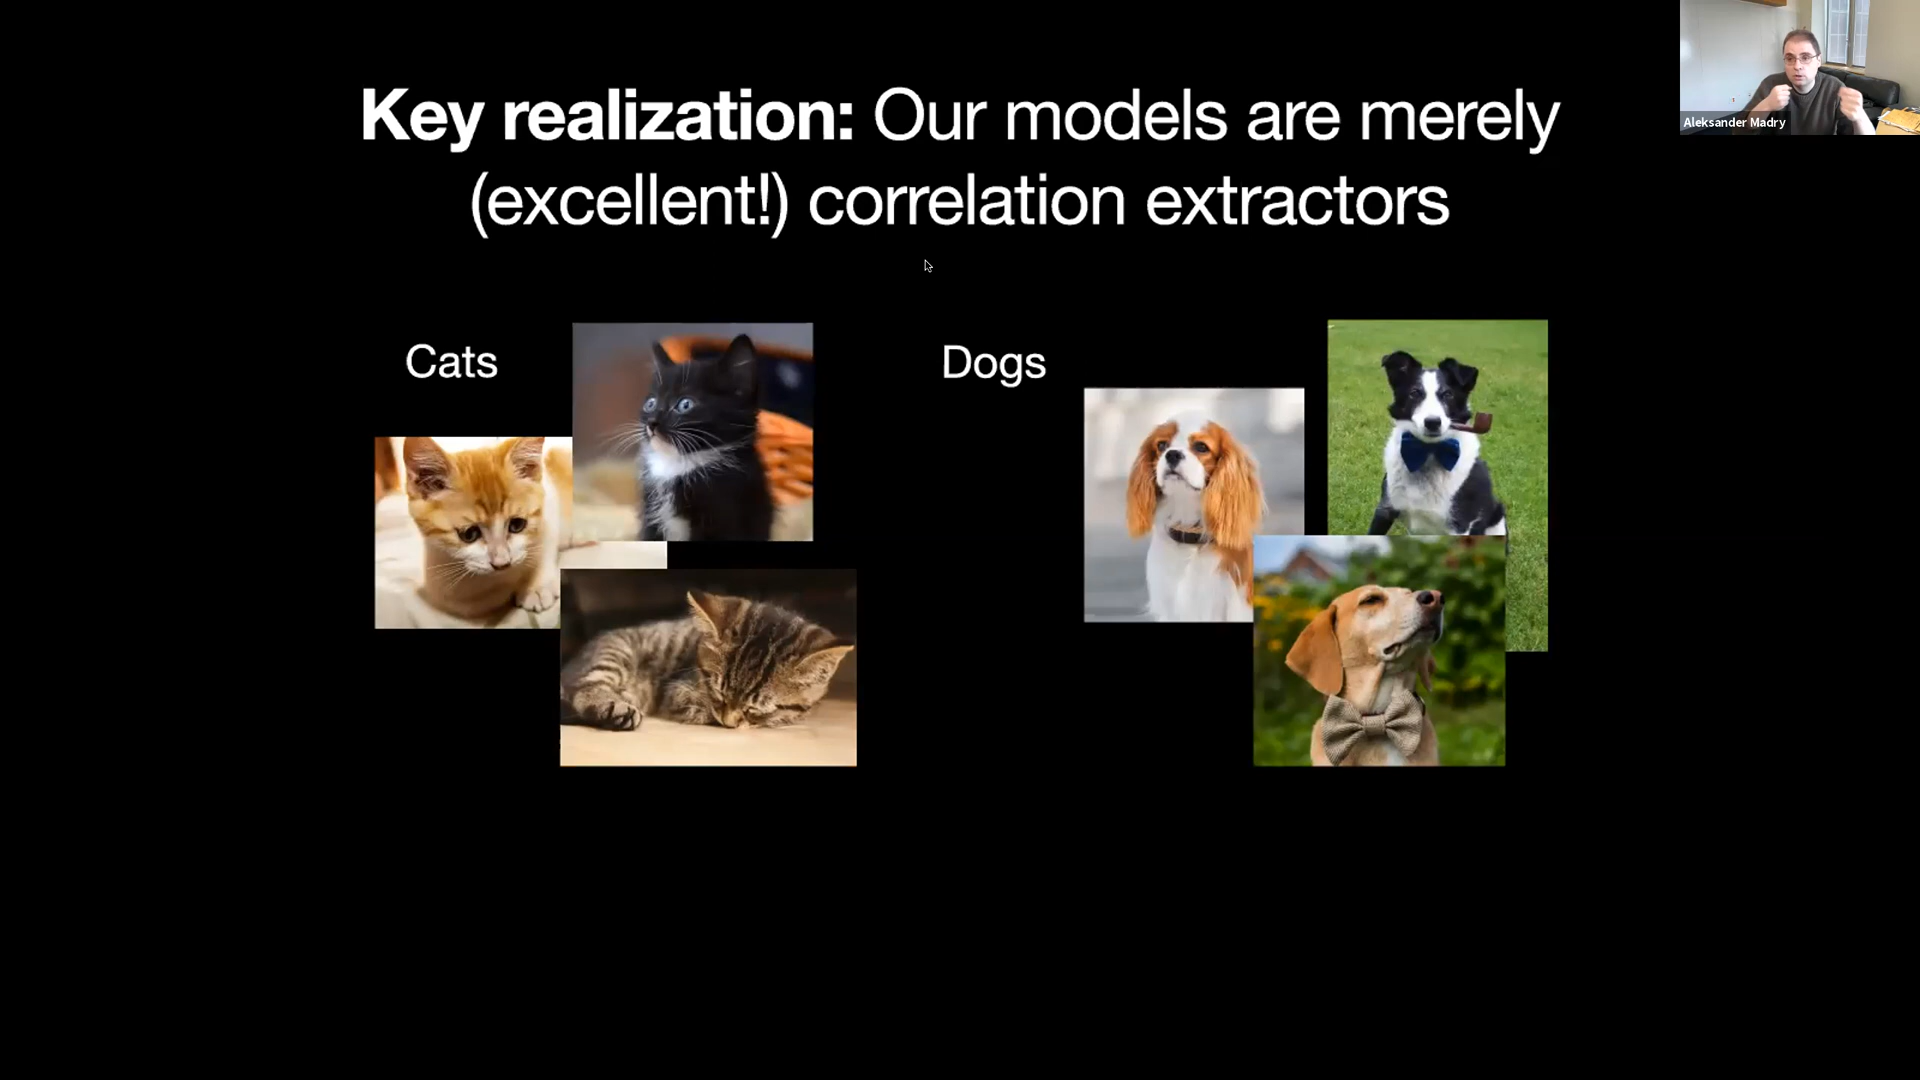 Key realization: Our models are merely
(excellent!) correlation extractors
Cats
Dogs
Aleksander Madry